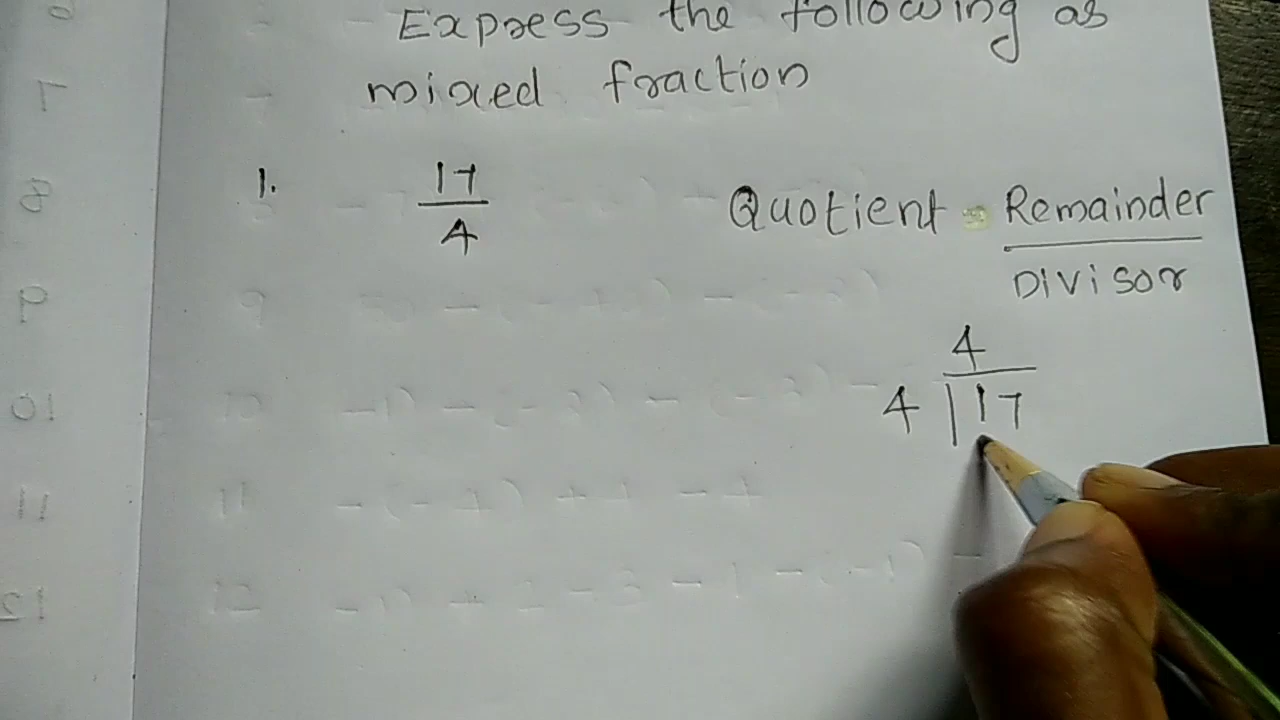 Express the following as
mixed fraction
1. 17/4
Quotient Remainder/Divisor
4
4 | 17